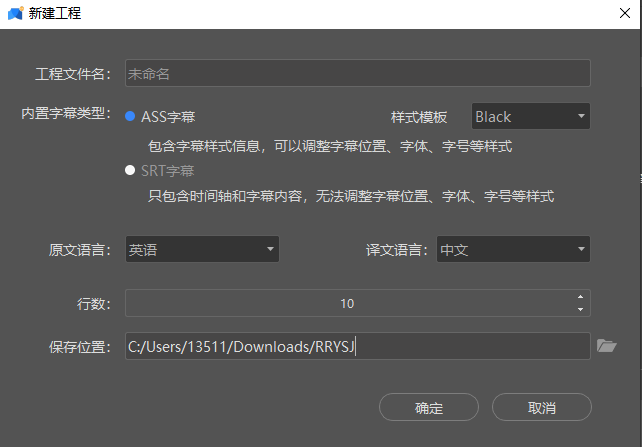 新建工程
工程文件名：
未命名
内置字幕类型：
ASS字幕
样式模板
Black
包含字幕样式信息，可以调整字幕位置、字体、字号等样式
SRT字幕
只包含时间轴和字幕内容，无法调整字幕位置、字体、字号等样式
原文语言：
英语
译文语言：
中文
行数：
10
保存位置：
C:/Users/13511/Downloads/RRYSJ
确定
取消